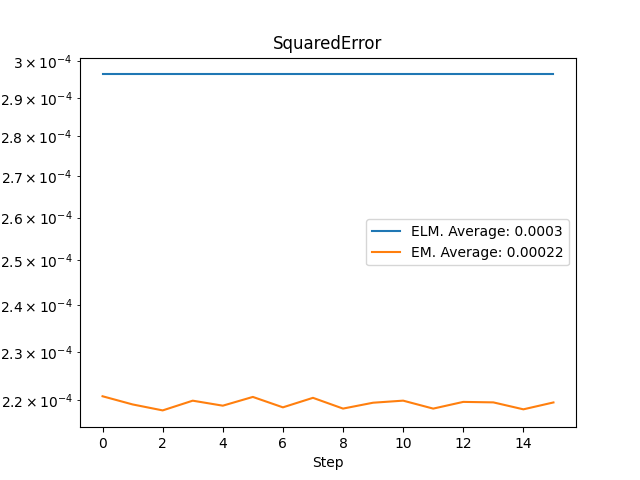 SquaredError
3 × 10⁻⁴
2.9 × 10⁻⁴
2.8 × 10⁻⁴
2.7 × 10⁻⁴
2.6 × 10⁻⁴
2.5 × 10⁻⁴
2.4 × 10⁻⁴
2.3 × 10⁻⁴
2.2 × 10⁻⁴
ELM. Average: 0.0003
EM. Average: 0.00022
0 2 4 6 8 10 12 14
Step